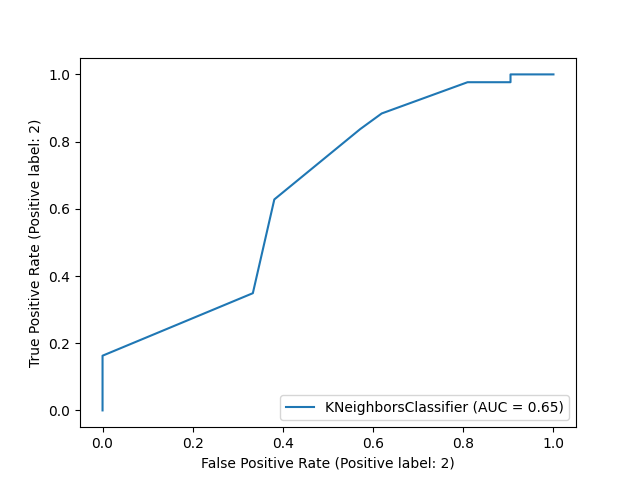 1.0
0.8
0.6
0.4
0.2
0.0
True Positive Rate (Positive label: 2)
KNeighborsClassifier (AUC = 0.65)
0.0 0.2 0.4 0.6 0.8 1.0
False Positive Rate (Positive label: 2)